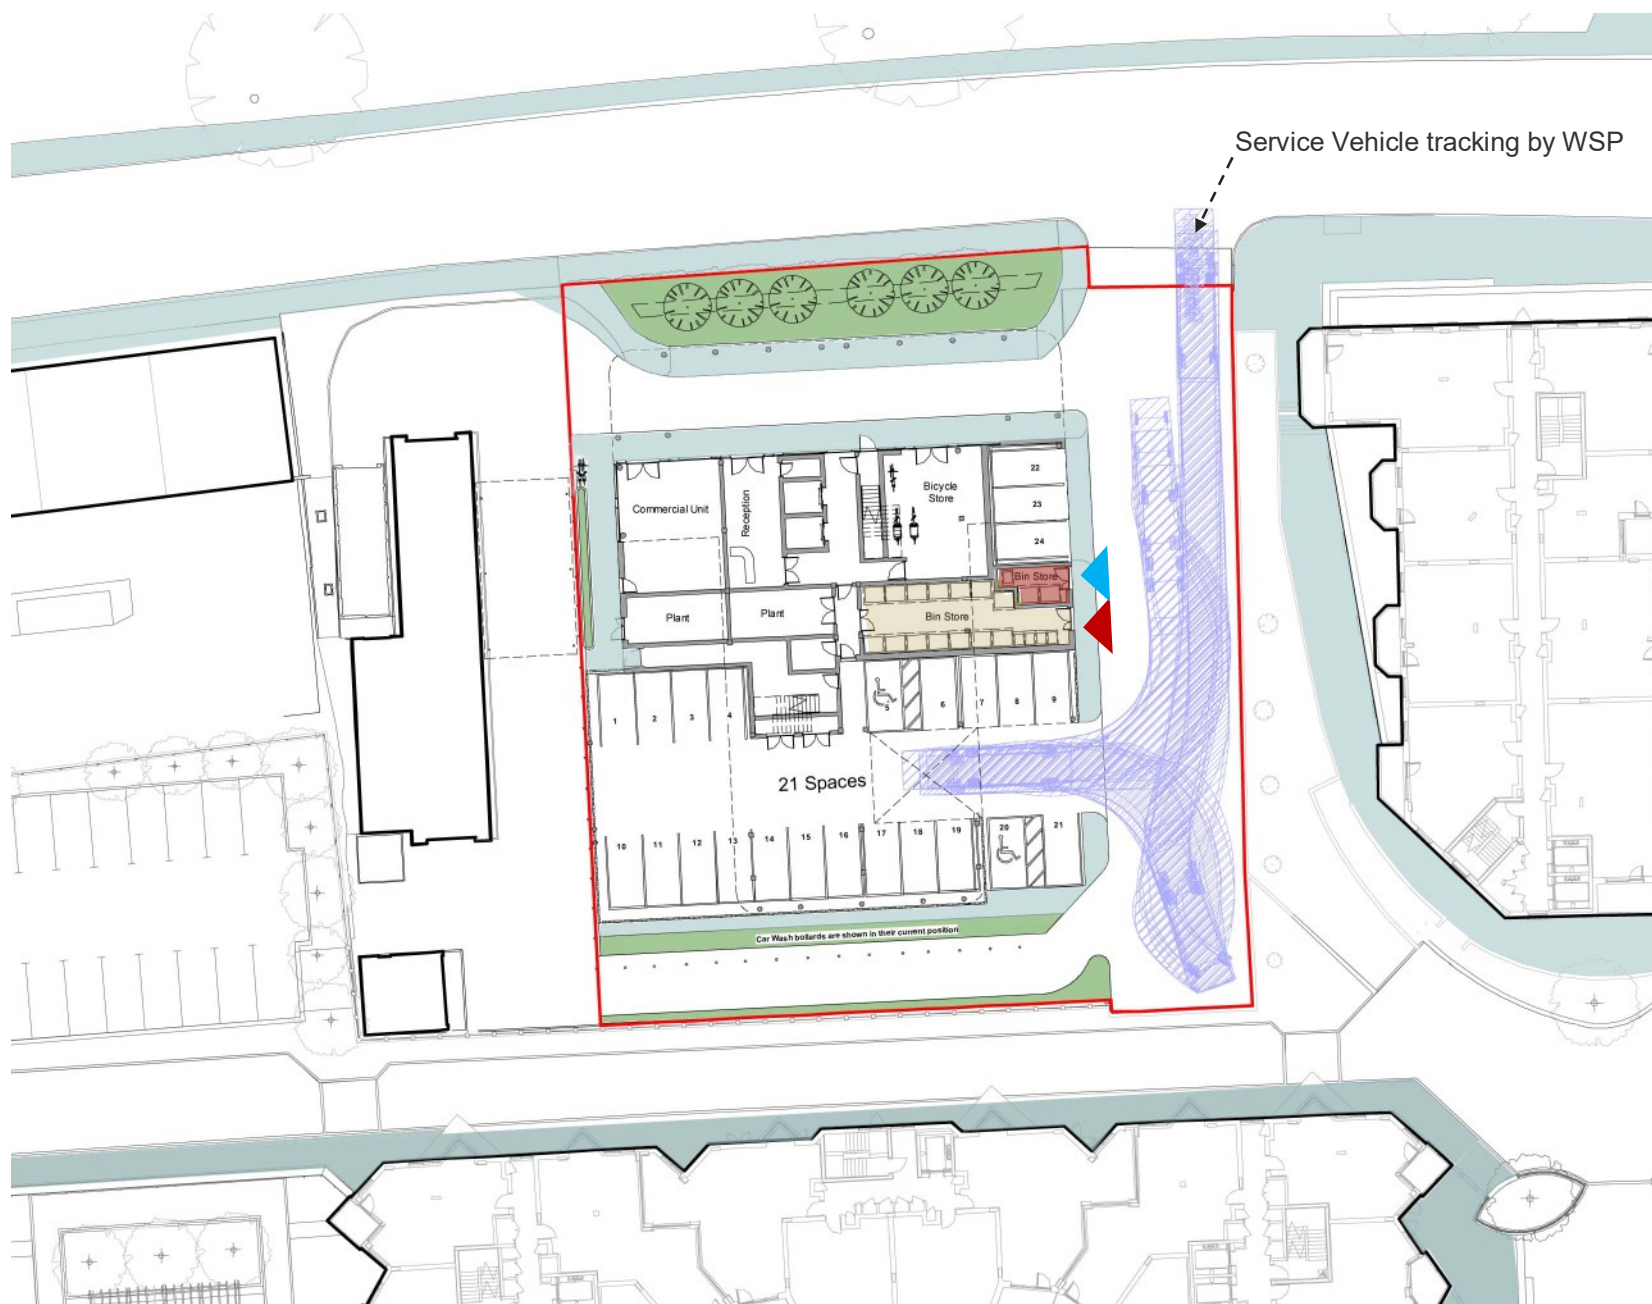 Service Vehicle tracking by WSP
22
Commercial Unit
Reception
Bicycle
Store
23
24
Bin Store
Plant
Plant
Bin Store
1
2
3
4
5
6
7
8
9
21 Spaces
10
11
12
13
14
15
16
17
18
19
20
21
Car Wash bollards are shown in their current position